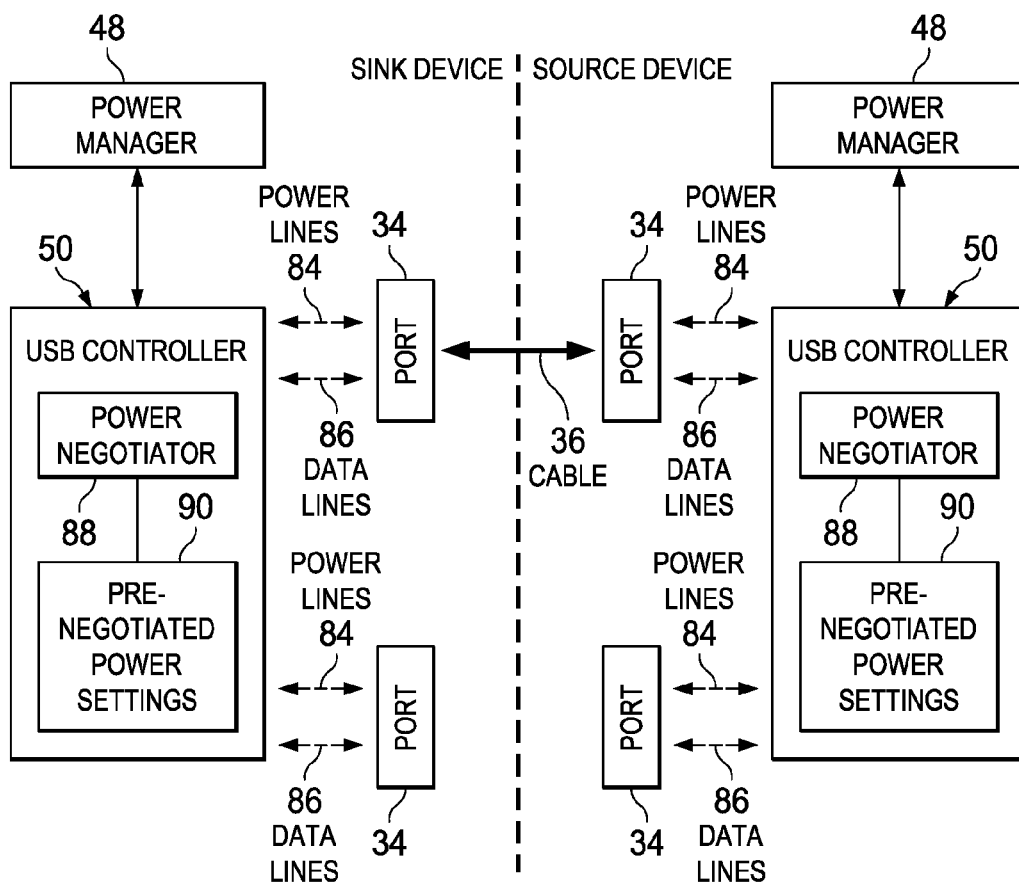 48
POWER
MANAGER
SINK DEVICE
SOURCE DEVICE
48
POWER
MANAGER
50
USB CONTROLLER
POWER
NEGOTIATOR
88
90
PRE-
NEGOTIATED
POWER
SETTINGS
POWER
LINES
84
34
PORT
86
DATA
LINES
36
CABLE
34
PORT
POWER
LINES
84
86
DATA
LINES
POWER
LINES
84
PORT
34
86
DATA
LINES
PORT
34
POWER
LINES
84
86
DATA
LINES
50
USB CONTROLLER
POWER
NEGOTIATOR
88
90
PRE-
NEGOTIATED
POWER
SETTINGS